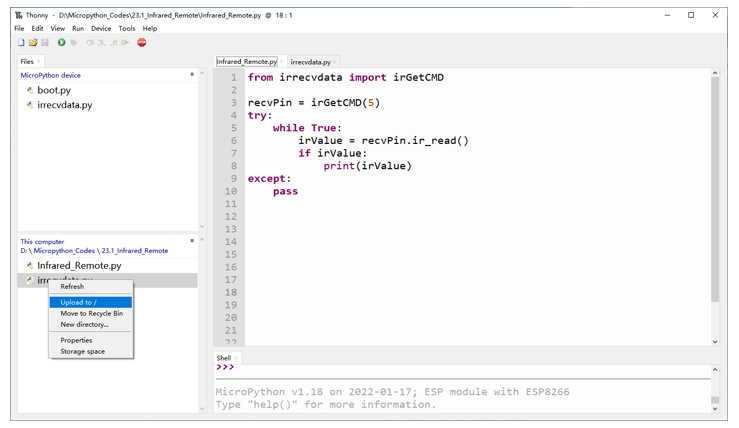 Thonny - D:\Micropython_Codes\23.1_Infrared_Remote\Infrared_Remote.py @ 18 : 1
File Edit View Run Device Tools Help
Files
MicroPython device
boot.py
irrecvdata.py
This computer
D: \ Micropython_Codes \ 23.1_Infrared_Remote
Infrared_Remote.py
Refresh
Upload to /
Move to Recycle Bin
New directory...
Properties
Storage space
Infrared_Remote.py irrecvdata.py
1 from irrecvdata import irGetCMD
2
3 recvPin = irGetCMD(5)
4 try:
5 while True:
6 irValue = recvPin.ir_read()
7 if irValue:
8 print(irValue)
9 except:
10 pass
11
12
13
14
15
16
17
18
19
20
21
22
Shell
>>>
MicroPython v1.18 on 2022-01-17; ESP module with ESP8266
Type "help()" for more information.